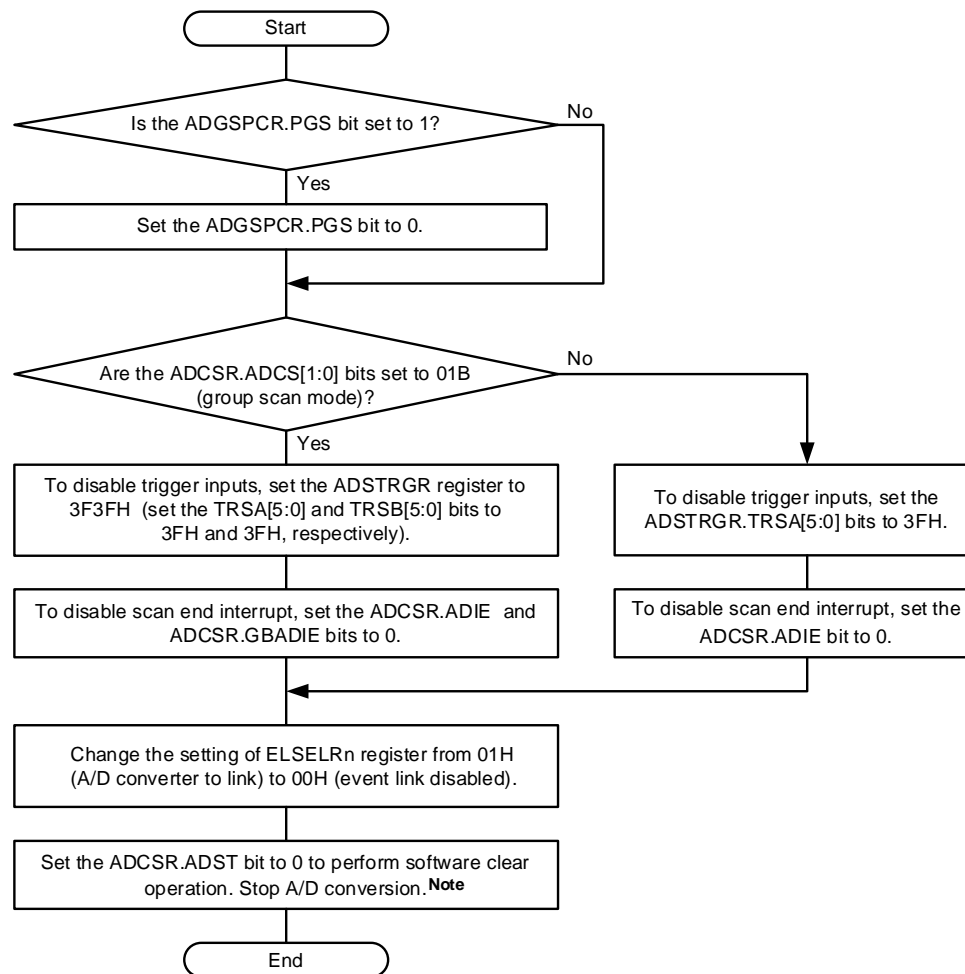 Start
Is the ADGSPCR.PGS bit set to 1?
No
Yes
Set the ADGSPCR.PGS bit to 0.
Are the ADCSR.ADCS[1:0] bits set to 01B
(group scan mode)?
No
Yes
To disable trigger inputs, set the ADSTRGR register to
3F3FH (set the TRSA[5:0] and TRSB[5:0] bits to
3FH and 3FH, respectively).
To disable trigger inputs, set the
ADSTRGR.TRSA[5:0] bits to 3FH.
To disable scan end interrupt, set the ADCSR.ADIE and
ADCSR.GBADIE bits to 0.
To disable scan end interrupt, set the
ADCSR.ADIE bit to 0.
Change the setting of ELSELRn register from 01H
(A/D converter to link) to 00H (event link disabled).
Set the ADCSR.ADST bit to 0 to perform software clear
operation. Stop A/D conversion.Note
End